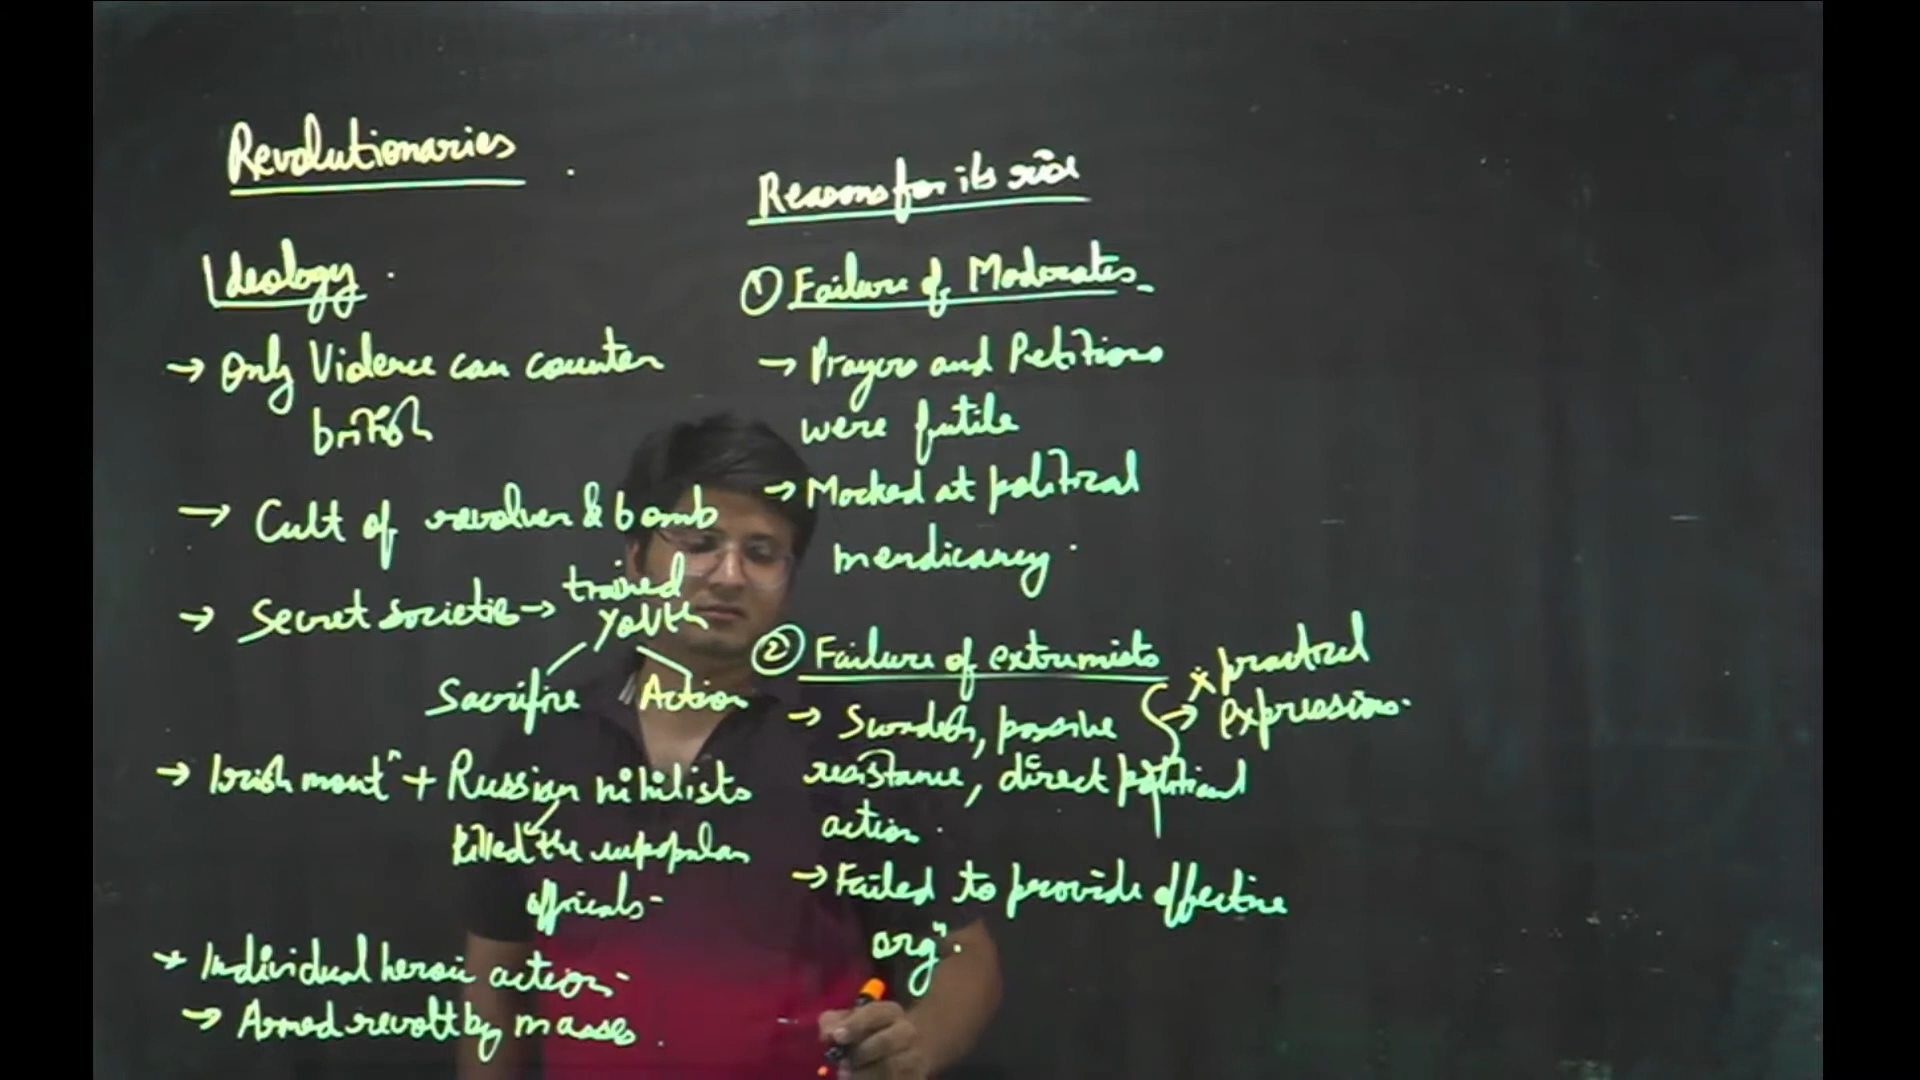 Revolutionaries
Ideology
→ Only Violence can counter
british
→ Cult of revolver & bomb
→ Secret societies → trained
youth
Sacrifice Action
→ Irish movt^n + Russian nihilists
killed the unpopular
officials
→ Individual heroic action
→ Armed revolt by masses
Reasons for its rise
① Failure of Moderates
→ Prayers and Petitions
were futile
→ Mocked at political
mendicancy.
② Failure of extremists
→ Swadeshi, passive
resistance, direct political
action.
→ x practical
expressions.
→ Failed to provide effective
org^n.